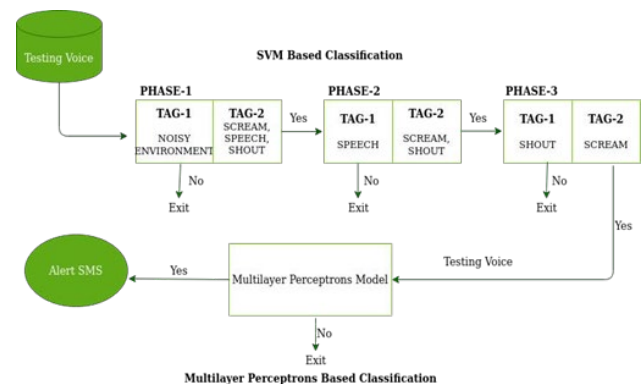 Testing Voice
SVM Based Classification
PHASE-1
TAG-1
NOISY
ENVIRONMENT
TAG-2
SCREAM,
SPEECH,
SHOUT
No
Exit
Yes
PHASE-2
TAG-1
SPEECH
TAG-2
SCREAM,
SHOUT
No
Exit
Yes
PHASE-3
TAG-1
SHOUT
TAG-2
SCREAM
No
Exit
Yes
Testing Voice
Multilayer Perceptrons Model
Yes
Alert SMS
No
Exit
Multilayer Perceptrons Based Classification